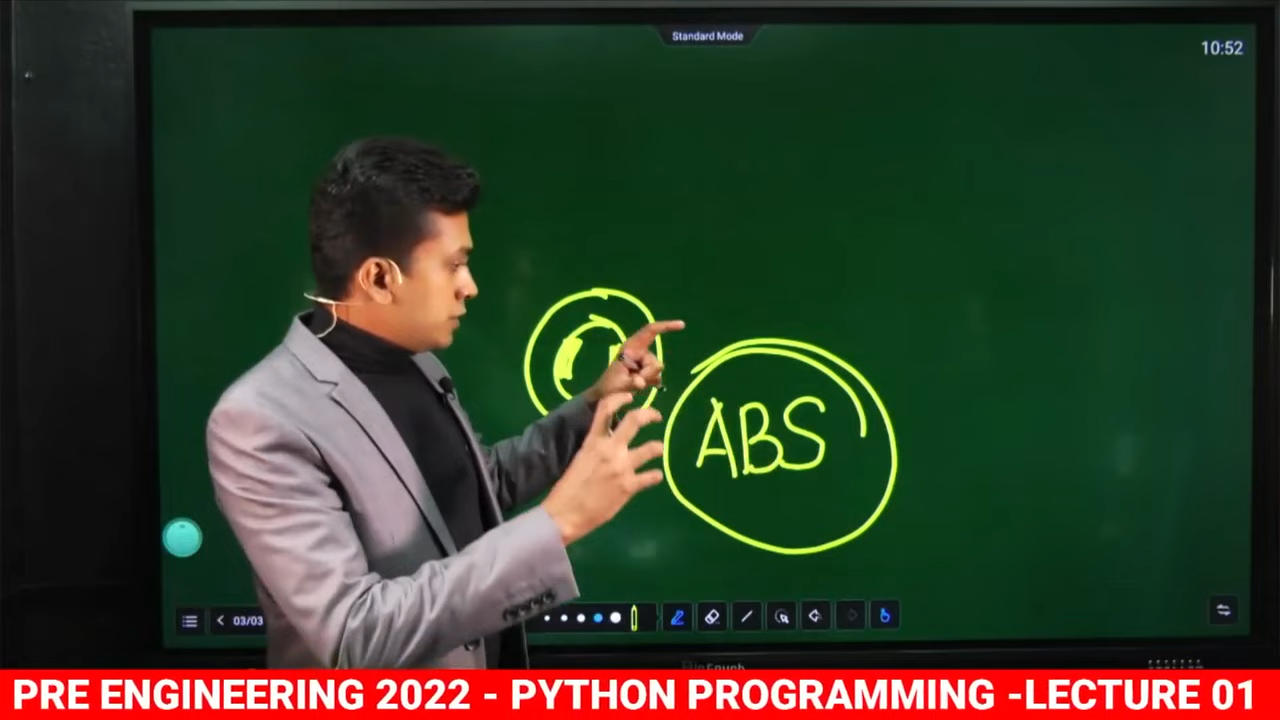 Standard Mode
10:52
ABS
03/03
PRE ENGINEERING 2022 - PYTHON PROGRAMMING -LECTURE 01